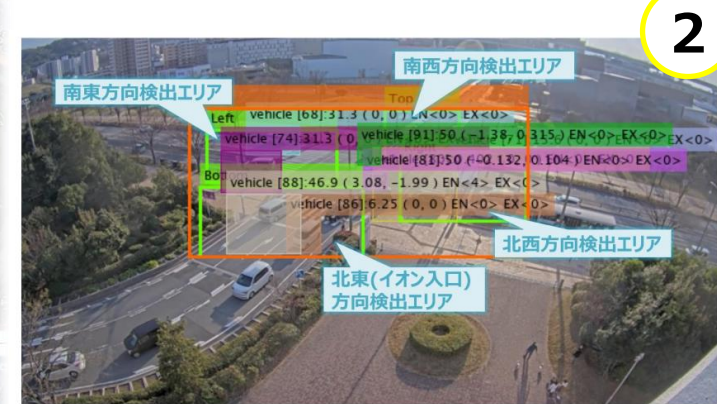 2
南西方向検出エリア
南東方向検出エリア
Top
Left
vehicle [68]:31.3 ( 0, 0 ) EN<0> EX<0>
vehicle [74]:31.3 ( 0,
vehicle [91]:50 ( −1.38, 0.315 ) EN<0> EX<0>
EX<0>
vehicle [81]:50 ( −0.132, 0.104 ) EN<0> EX<0>
vehicle [88]:46.9 ( 3.08, −1.99 ) EN<4> EX<0>
vehicle [86]:6.25 ( 0, 0 ) EN<0> EX<0>
北西方向検出エリア
北東(イオン入口)
方向検出エリア